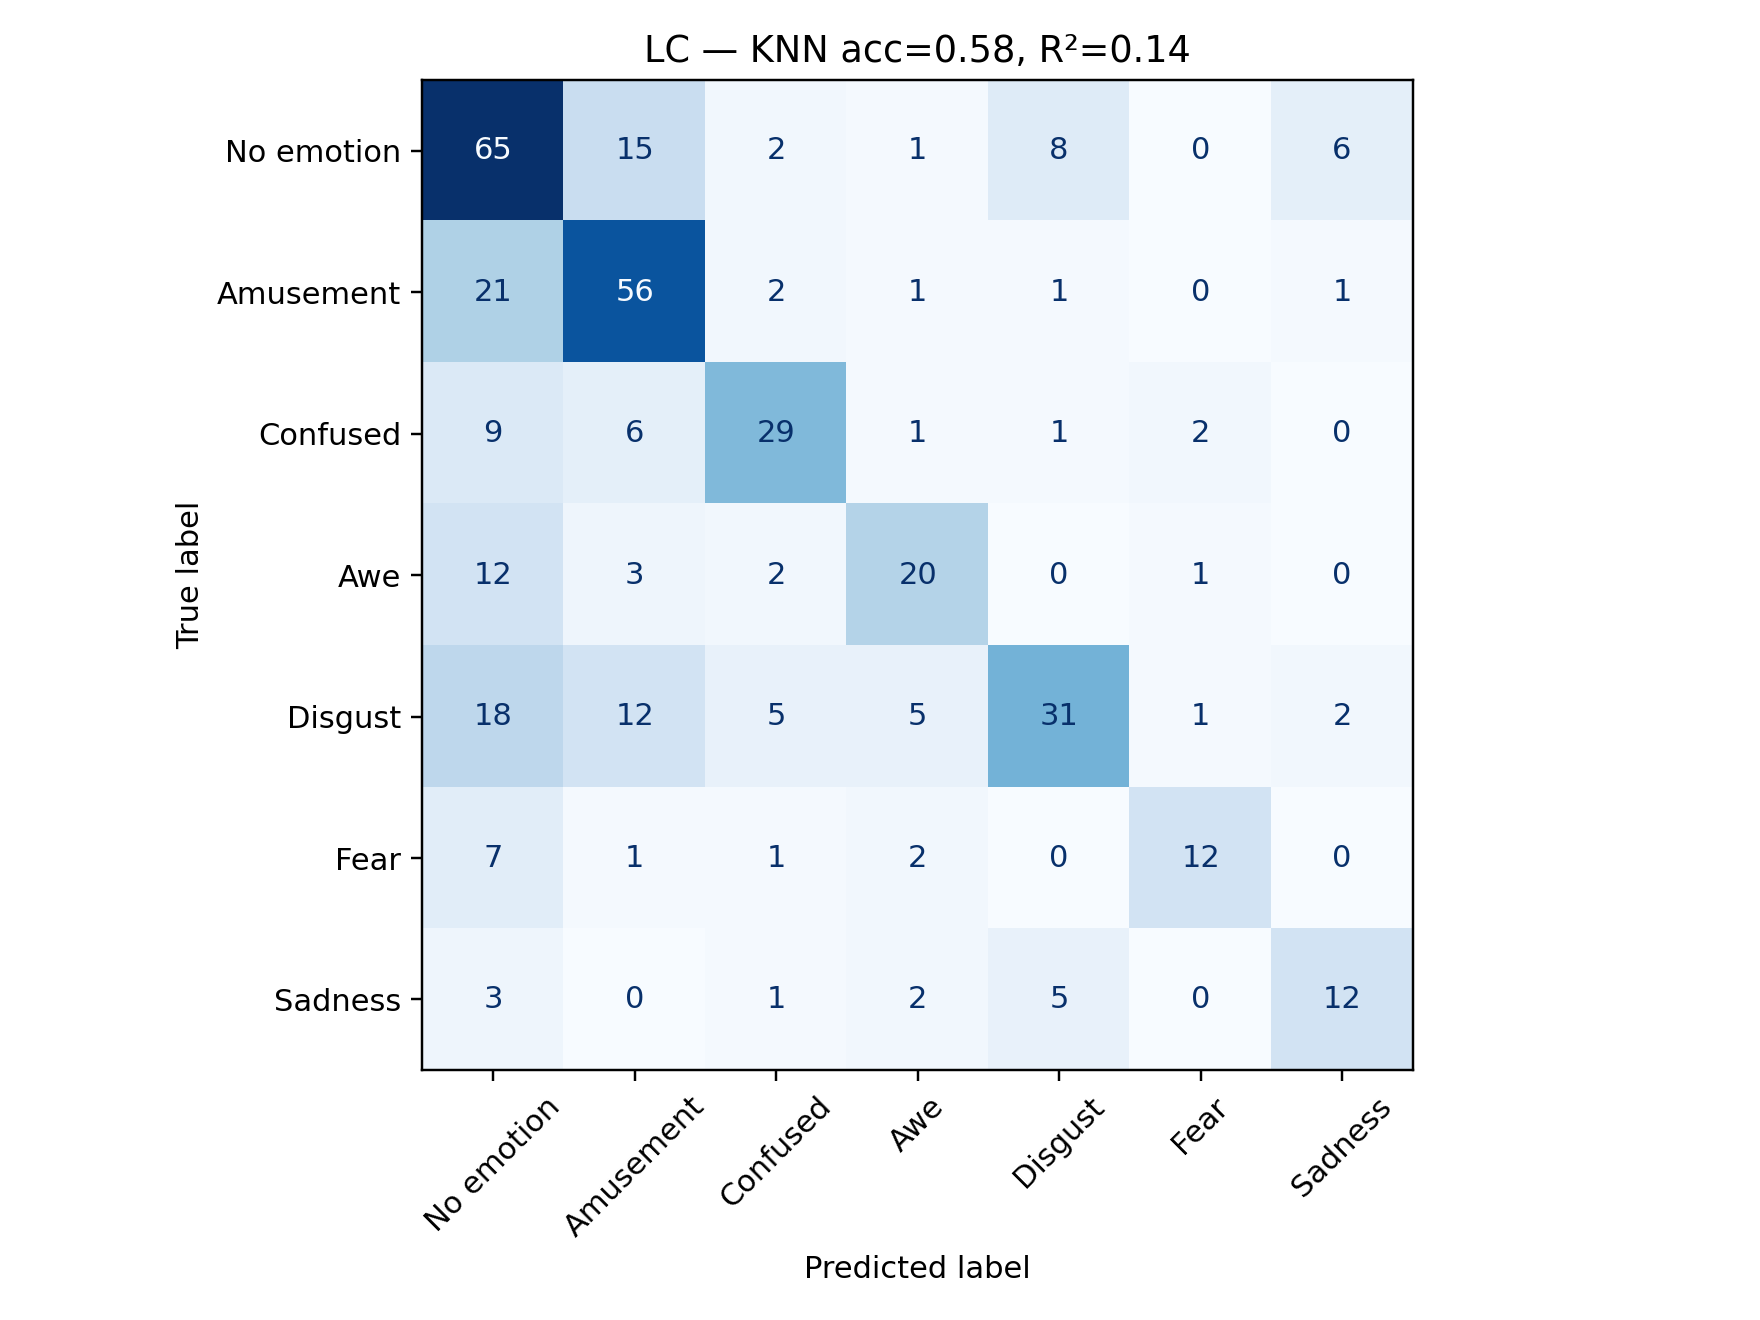 LC — KNN acc=0.58, R²=0.14
No emotion 65 15 2 1 8 0 6
Amusement 21 56 2 1 1 0 1
Confused 9 6 29 1 1 2 0
Awe 12 3 2 20 0 1 0
Disgust 18 12 5 5 31 1 2
Fear 7 1 1 2 0 12 0
Sadness 3 0 1 2 5 0 12
True label
No emotion Amusement Confused Awe Disgust Fear Sadness
Predicted label